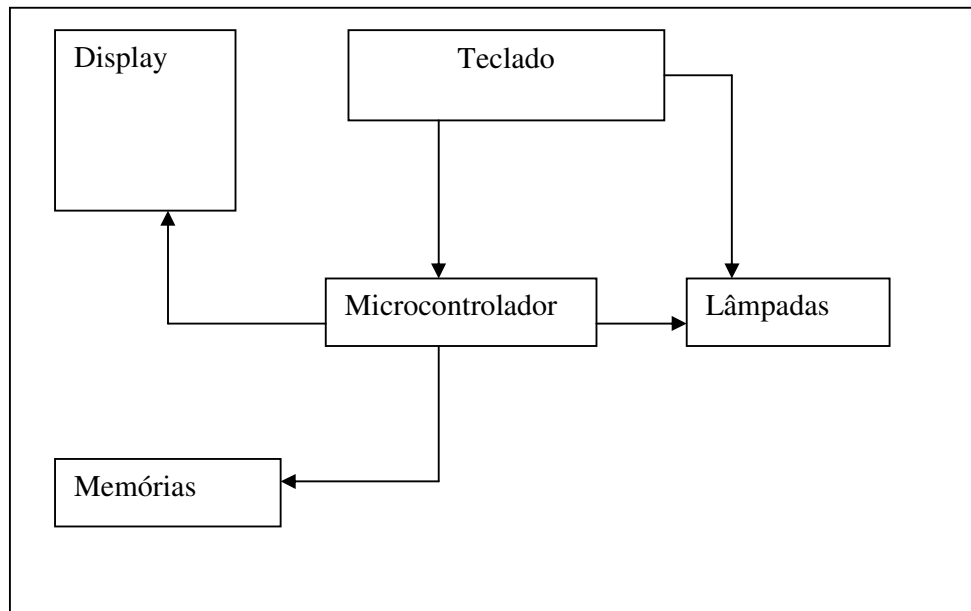 Display
Teclado
Microcontrolador
Lâmpadas
Memórias